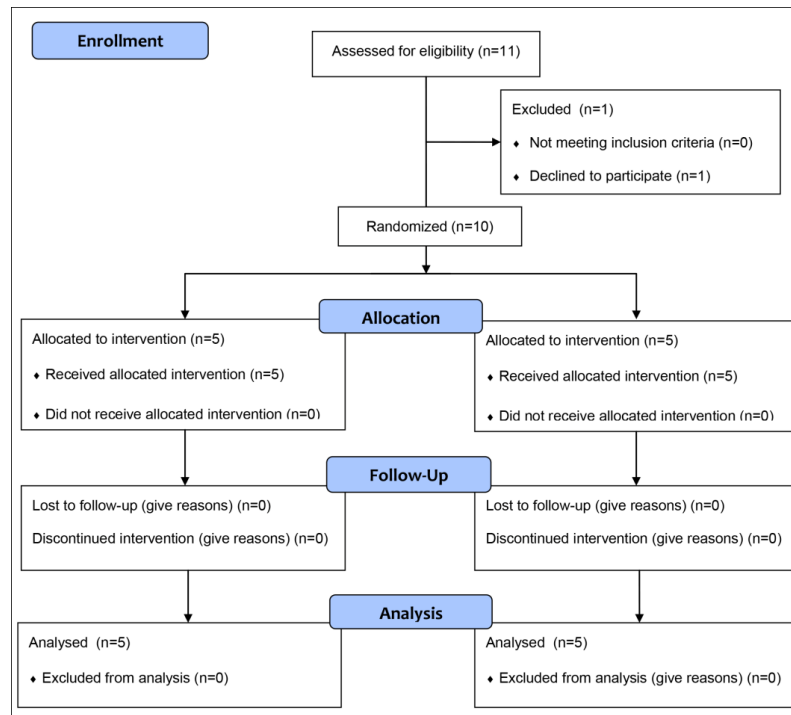 Enrollment
Assessed for eligibility (n=11)
Excluded (n=1)
♦ Not meeting inclusion criteria (n=0)
♦ Declined to participate (n=1)
Randomized (n=10)
Allocation
Allocated to intervention (n=5)
♦ Received allocated intervention (n=5)
♦ Did not receive allocated intervention (n=0)
Allocated to intervention (n=5)
♦ Received allocated intervention (n=5)
♦ Did not receive allocated intervention (n=0)
Follow-Up
Lost to follow-up (give reasons) (n=0)
Discontinued intervention (give reasons) (n=0)
Lost to follow-up (give reasons) (n=0)
Discontinued intervention (give reasons) (n=0)
Analysis
Analysed (n=5)
♦ Excluded from analysis (n=0)
Analysed (n=5)
♦ Excluded from analysis (give reasons) (n=0)